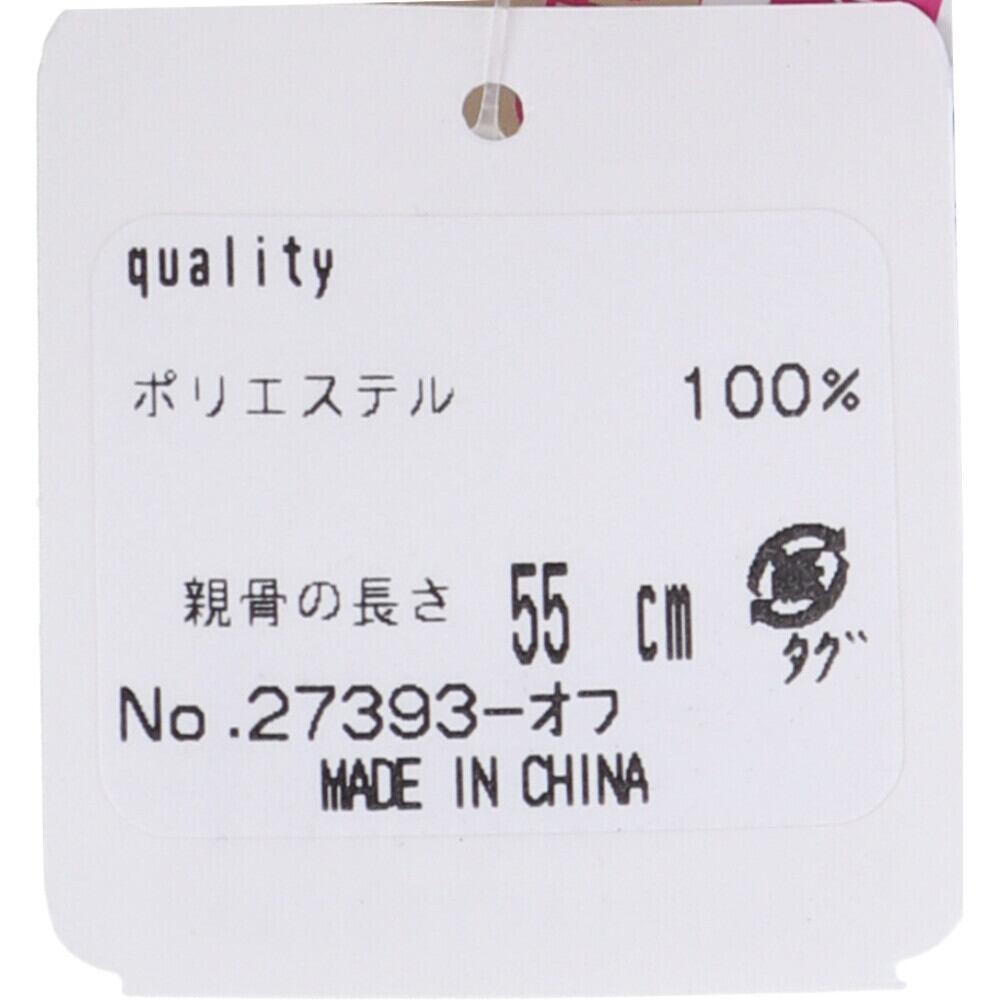 quality
ポリエステル 100%
親骨の長さ 55 cm
タグ
No.27393-オフ
MADE IN CHINA